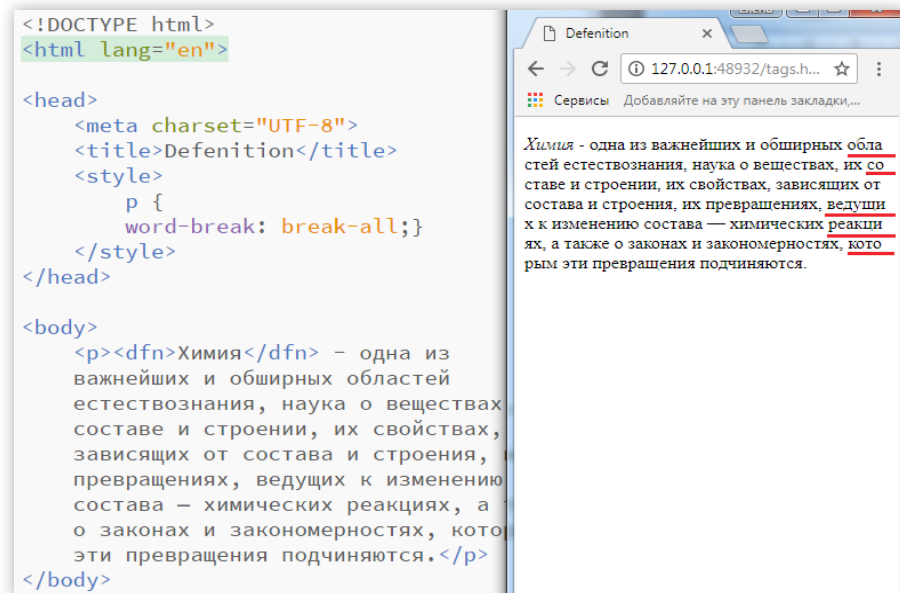 <!DOCTYPE html>
<html lang="en">
<head>
<meta charset="UTF-8">
<title>Defenition</title>
<style>
p {
word-break: break-all;}
</style>
</head>
<body>
<p><dfn>Химия</dfn> - одна из
важнейших и обширных областей
естествознания, наука о веществах
составе и строении, их свойствах,
зависящих от состава и строения,
превращениях, ведущих к изменению
состава — химических реакциях, а
о законах и закономерностях, котор
эти превращения подчиняются.</p>
</body>
Defenition
127.0.0.1:48932/tags.h...
Сервисы Добавляйте на эту панель закладки,...
Химия - одна из важнейших и обширных обла
стей естествознания, наука о веществах, их со
ставе и строении, их свойствах, зависящих от
состава и строения, их превращениях, ведущи
х к изменению состава — химических реакци
ях, а также о законах и закономерностях, кото
рым эти превращения подчиняются.